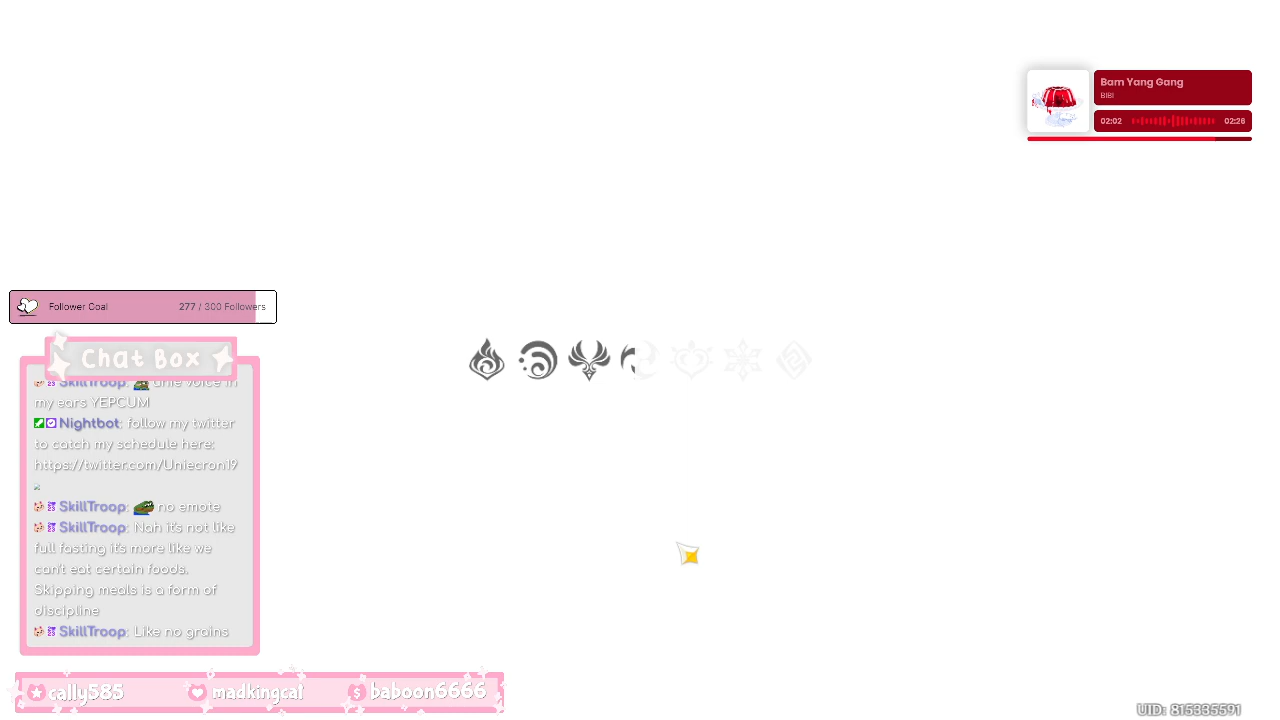 Bam Yang Gang
BIBI
02:02
02:26
Follower Goal
277 / 300 Followers
Chat Box
SkillTroop: unie voice in
my ears YEPCUM
Nightbot: follow my twitter
to catch my schedule here:
https://twitter.com/Uniecron19
SkillTroop: no emote
SkillTroop: Nah it's not like
full fasting it's more like we
can't eat certain foods.
Skipping meals is a form of
discipline
SkillTroop: Like no grains
cally585
madkingcat
baboon6666
UID: 815335591